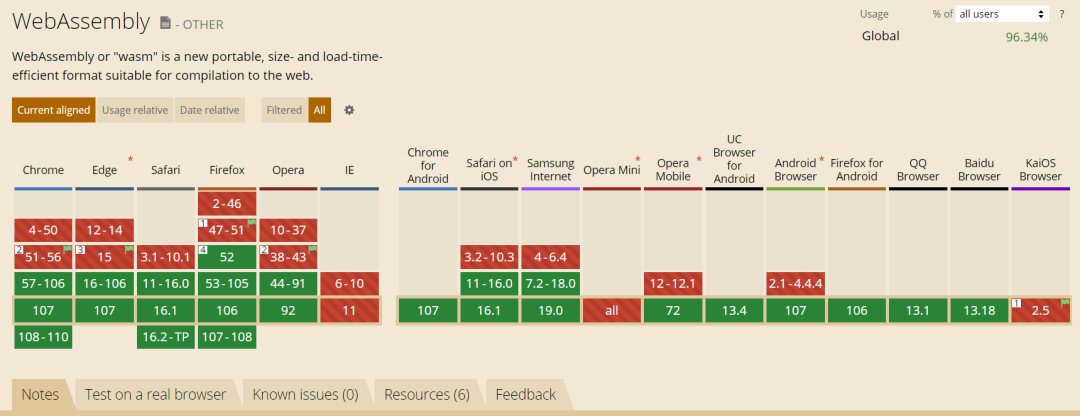 WebAssembly - OTHER
Usage % of all users ?
Global 96.34%
WebAssembly or "wasm" is a new portable, size- and load-time-
efficient format suitable for compilation to the web.
Current aligned Usage relative Date relative Filtered All
Chrome Edge * Safari Firefox Opera IE Chrome for Android Safari on iOS * Samsung Internet Opera Mini * Opera Mobile * UC Browser for Android Android Browser * Firefox for Android QQ Browser Baidu Browser KaiOS Browser
2-46
4-50 12-14 1 47-51 10-37
2 51-56 3 15 3.1-10.1 4 52 2 38-43 3.2-10.3 4-6.4
57-106 16-106 11-16.0 53-105 44-91 6-10 11-16.0 7.2-18.0 12-12.1 2.1-4.4.4
107 107 16.1 106 92 11 107 16.1 19.0 all 72 13.4 107 106 13.1 13.18 1 2.5
108-110 16.2-TP 107-108
Notes Test on a real browser Known issues (0) Resources (6) Feedback